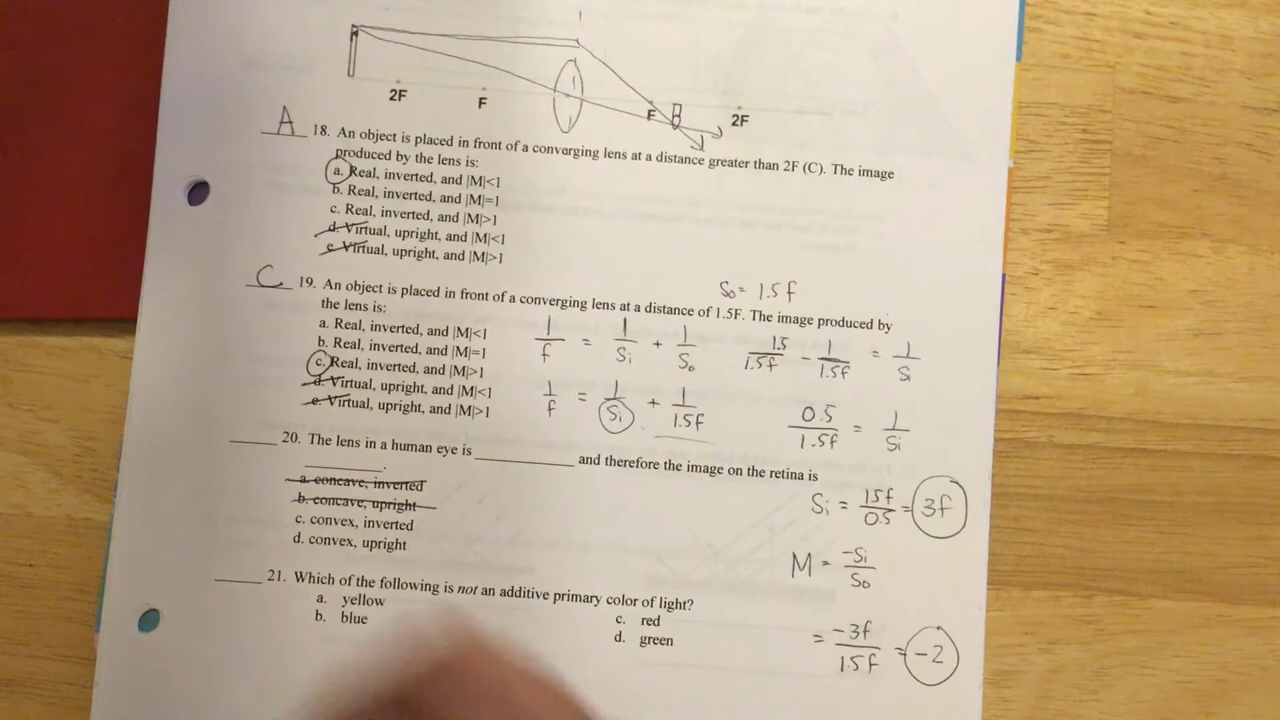 2F F F 2F
A 18. An object is placed in front of a converging lens at a distance greater than 2F (C). The image
produced by the lens is:
a. Real, inverted, and |M|<1
b. Real, inverted, and |M|=1
c. Real, inverted, and |M|>1
d. Virtual, upright, and |M|<1
e. Virtual, upright, and |M|>1
So = 1.5f
C 19. An object is placed in front of a converging lens at a distance of 1.5F. The image produced by
the lens is:
a. Real, inverted, and |M|<1
b. Real, inverted, and |M|=1
c. Real, inverted, and |M|>1
d. Virtual, upright, and |M|<1
e. Virtual, upright, and |M|>1
1/f = 1/Si + 1/So
1/f = 1/Si + 1/1.5f
1.5/1.5f - 1/1.5f = 1/Si
0.5/1.5f = 1/Si
Si = 1.5f/0.5 = 3f
M = -Si/So
= -3f/1.5f = -2
____ 20. The lens in a human eye is ________ and therefore the image on the retina is
________.
a. concave, inverted
b. concave, upright
c. convex, inverted
d. convex, upright
____ 21. Which of the following is not an additive primary color of light?
a. yellow
b. blue
c. red
d. green